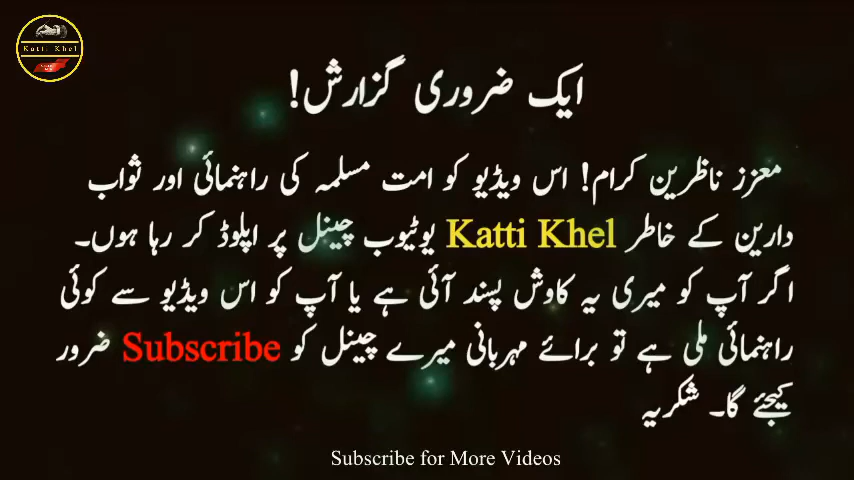 Katti Khel
ایک ضروری گزارش!
معزز ناظرین کرام! اس ویڈیو کو امت مسلمہ کی راہنمائی اور ثواب
دارین کے خاطر Katti Khel یوٹیوب چینل پر اپلوڈ کر رہا ہوں۔
اگر آپ کو میری یہ کاوش پسند آئی ہے یا آپ کو اس ویڈیو سے کوئی
راہنمائی ملی ہے تو برائے مہربانی میرے چینل کو Subscribe ضرور
کیجئے گا۔ شکریہ
Subscribe for More Videos